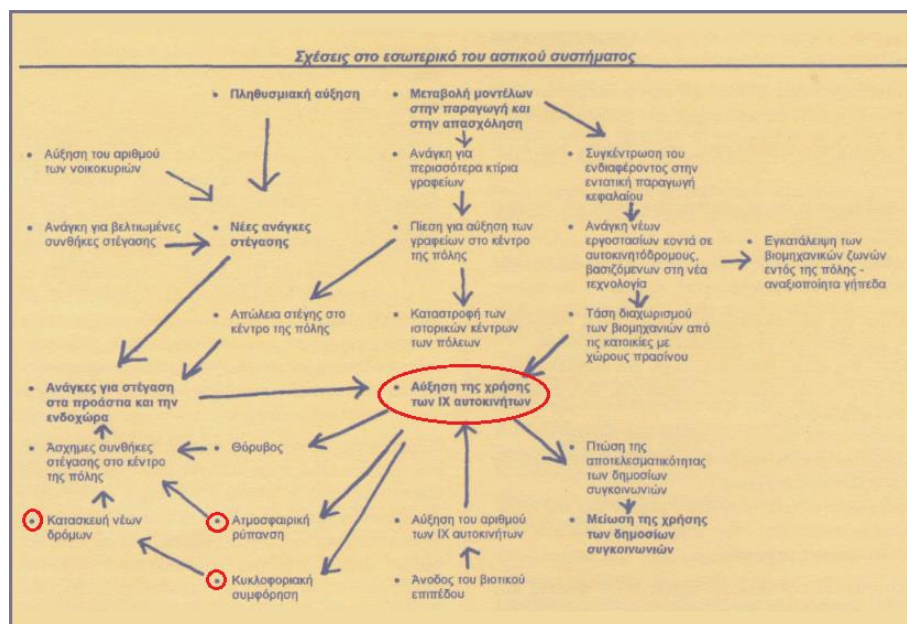 Σχέσεις στο εσωτερικό του αστικού συστήματος
Πληθυσμιακή αύξηση
Μεταβολή μοντέλων
στην παραγωγή και
στην απασχόληση
Αύξηση του αριθμού
των νοικοκυριών
Ανάγκη για
περισσότερα κτίρια
γραφείων
Συγκέντρωση του
ενδιαφέροντος στην
εντατική παραγωγή
κεφαλαίου
Ανάγκη για βελτιωμένες
συνθήκες στέγασης
Νέες ανάγκες
στέγασης
Πίεση για αύξηση των
γραφείων στο κέντρο
της πόλης
Ανάγκη νέων
εργοστασίων κοντά σε
αυτοκινητόδρομους,
βασιζόμενων στη νέα
τεχνολογία
Εγκατάλειψη των
βιομηχανικών ζωνών
εντός της πόλης -
αναξιοποίητα γήπεδα
Απώλεια στέγης στο
κέντρο της πόλης
Καταστροφή των
ιστορικών κέντρων
των πόλεων
Τάση διαχωρισμού
των βιομηχανιών από
τις κατοικίες με
χώρους πρασίνου
Ανάγκες για στέγαση
στα προάστια και την
ενδοχώρα
Αύξηση της χρήσης
των ΙΧ αυτοκινήτων
Άσχημες συνθήκες
στέγασης στο κέντρο
της πόλης
Θόρυβος
Πτώση της
αποτελεσματικότητας
των δημοσίων
συγκοινωνιών
Κατασκευή νέων
δρόμων
Ατμοσφαιρική
ρύπανση
Αύξηση του αριθμού
των ΙΧ αυτοκινήτων
Μείωση της χρήσης
των δημοσίων
συγκοινωνιών
Κυκλοφοριακή
συμφόρηση
Άνοδος του βιοτικού
επιπέδου